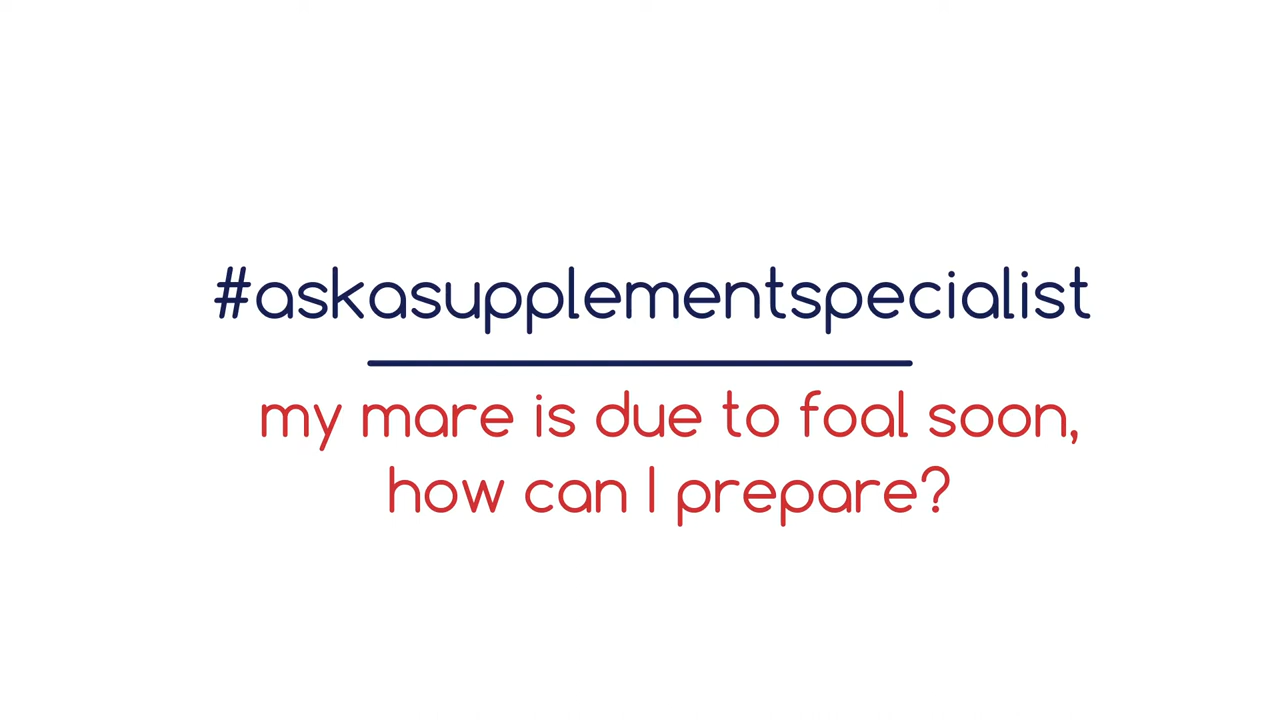 #askasupplementspecialist
my mare is due to foal soon,
how can I prepare?